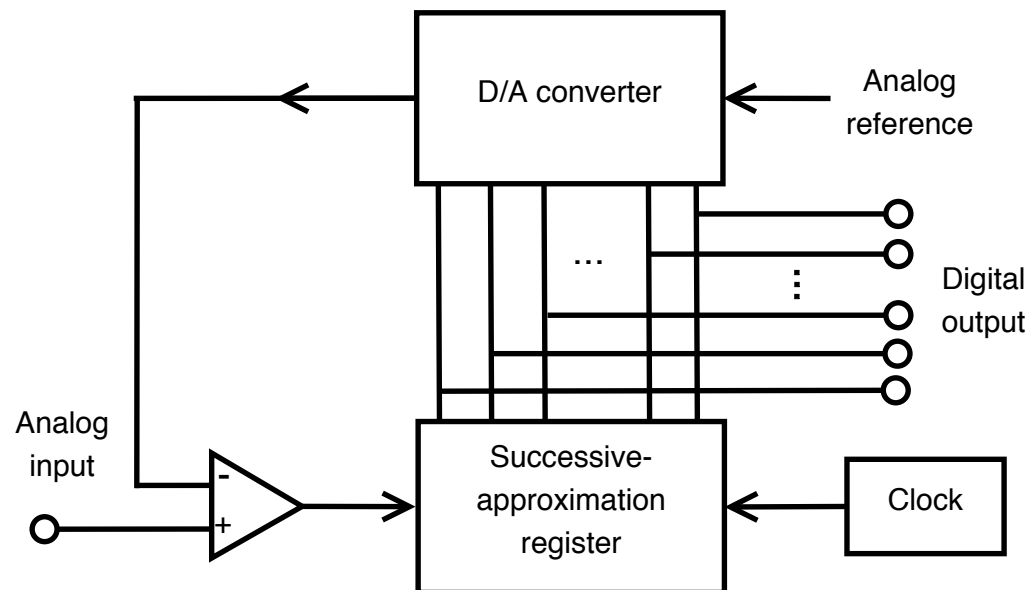 D/A converter
Analog
reference
...
...
Digital
output
Analog
input
-
+
Successive-
approximation
register
Clock